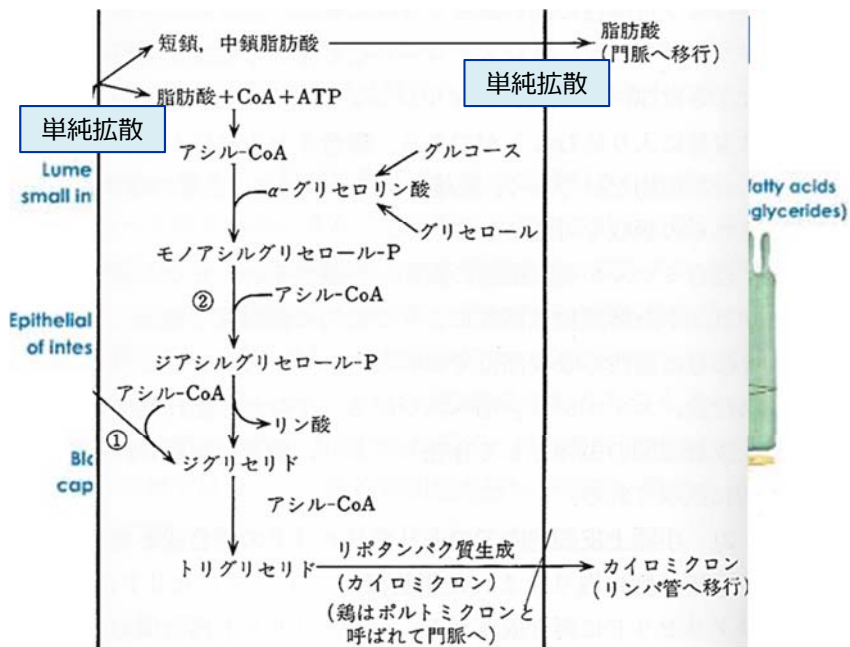 短鎖, 中鎖脂肪酸
脂肪酸
(門脈へ移行)
単純拡散
脂肪酸+CoA+ATP
単純拡散
アシル-CoA
グルコース
Lume
small in
α-グリセロリン酸
fatty acids
oglycerides)
グリセロール
モノアシルグリセロール-P
②
アシル-CoA
Epithelial
of intes
ジアシルグリセロール-P
アシル-CoA
リン酸
①
Blc
cap
ジグリセリド
アシル-CoA
トリグリセリド
リポタンパク質生成
(カイロミクロン)
(鶏はポルトミクロンと
呼ばれて門脈へ)
カイロミクロン
(リンパ管へ移行)